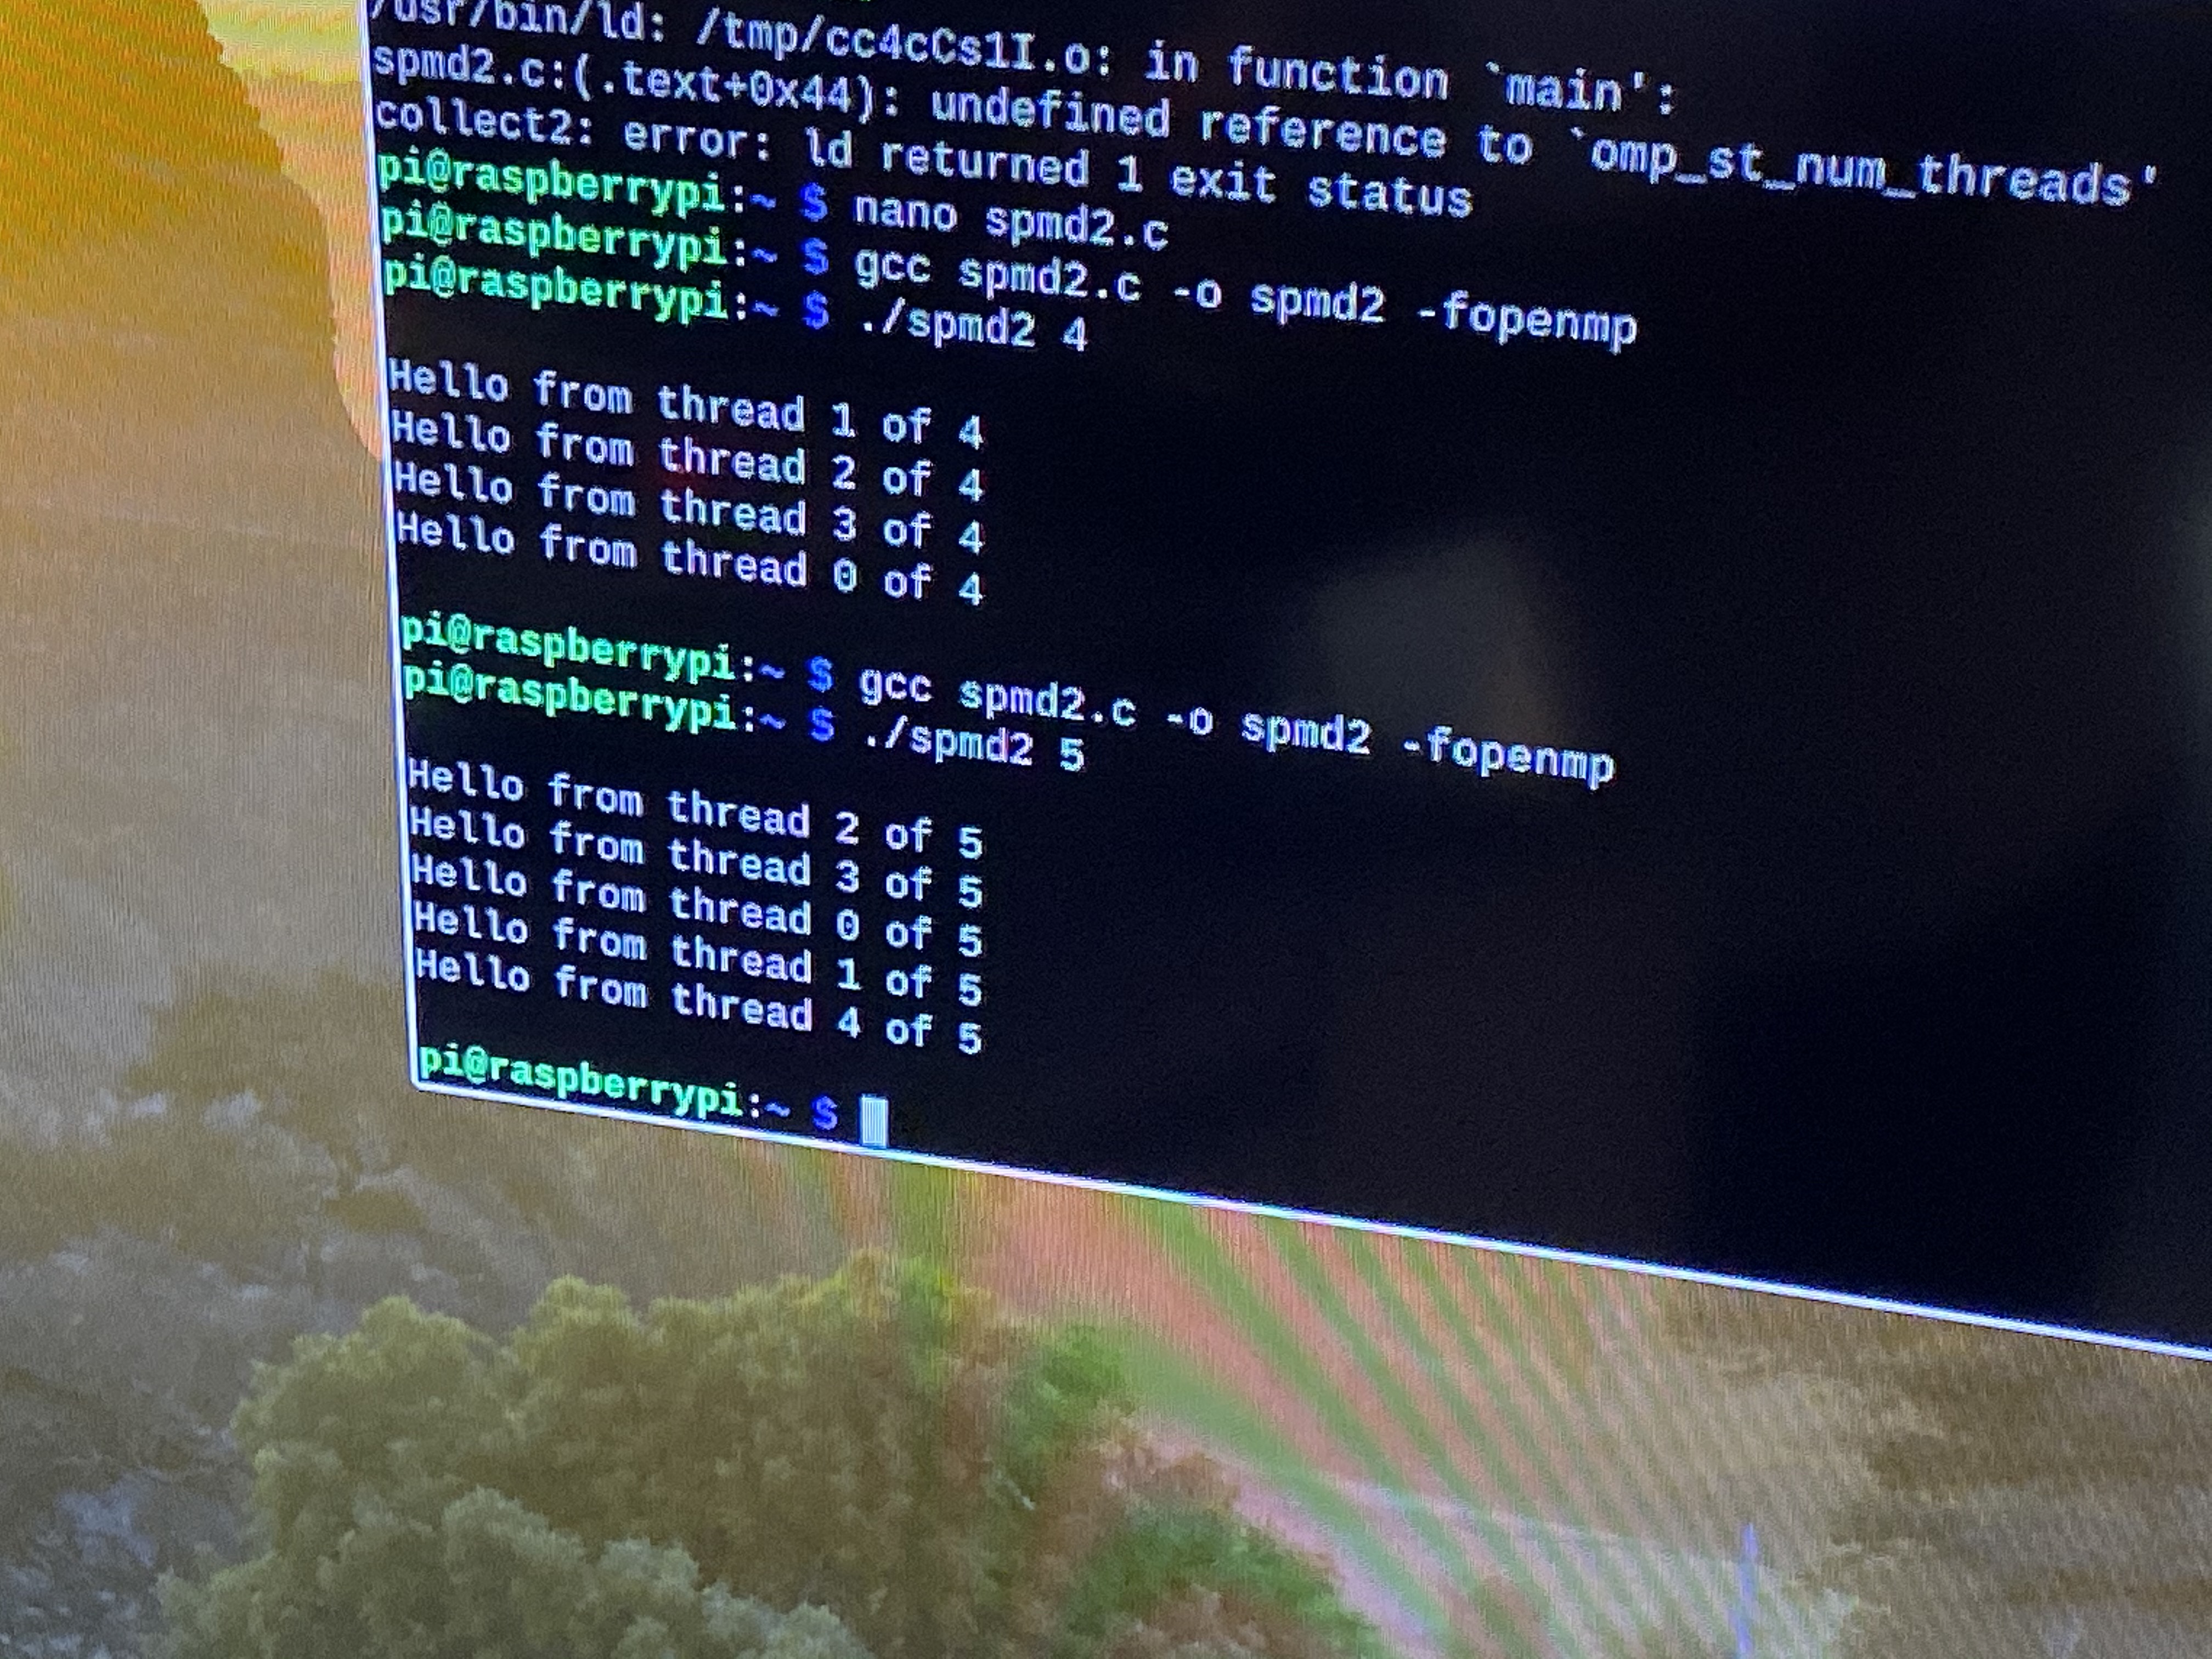 /usr/bin/ld: /tmp/cc4cCs1I.o: in function `main':
spmd2.c:(.text+0x44): undefined reference to `omp_st_num_threads'
collect2: error: ld returned 1 exit status
pi@raspberrypi:~ $ nano spmd2.c
pi@raspberrypi:~ $ gcc spmd2.c -o spmd2 -fopenmp
pi@raspberrypi:~ $ ./spmd2 4
Hello from thread 1 of 4
Hello from thread 2 of 4
Hello from thread 3 of 4
Hello from thread 0 of 4
pi@raspberrypi:~ $ gcc spmd2.c -o spmd2 -fopenmp
pi@raspberrypi:~ $ ./spmd2 5
Hello from thread 2 of 5
Hello from thread 3 of 5
Hello from thread 0 of 5
Hello from thread 1 of 5
Hello from thread 4 of 5
pi@raspberrypi:~ $